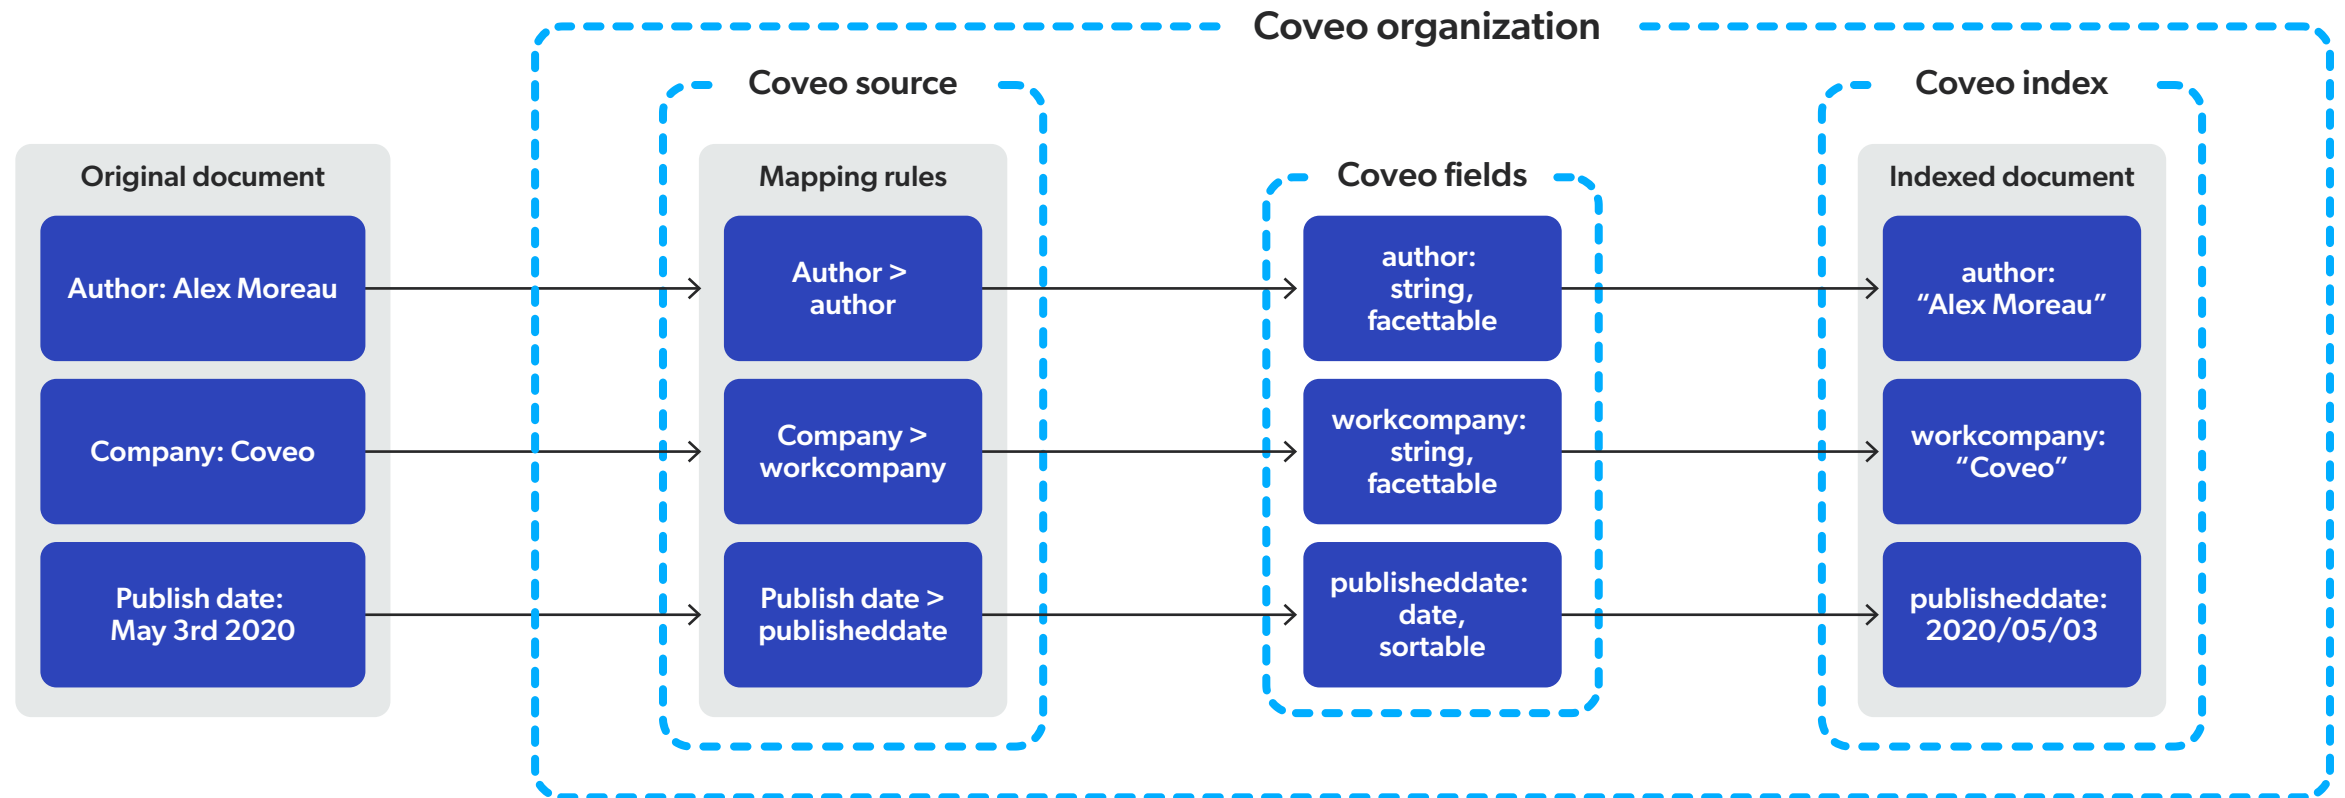 Coveo organization
Coveo source
Coveo index
Original document
Mapping rules
Coveo fields
Indexed document
Author: Alex Moreau
Author >
author
author:
string,
facettable
author:
“Alex Moreau”
Company: Coveo
Company >
workcompany
workcompany:
string,
facettable
workcompany:
“Coveo”
Publish date:
May 3rd 2020
Publish date >
publisheddate
publisheddate:
date,
sortable
publisheddate:
2020/05/03